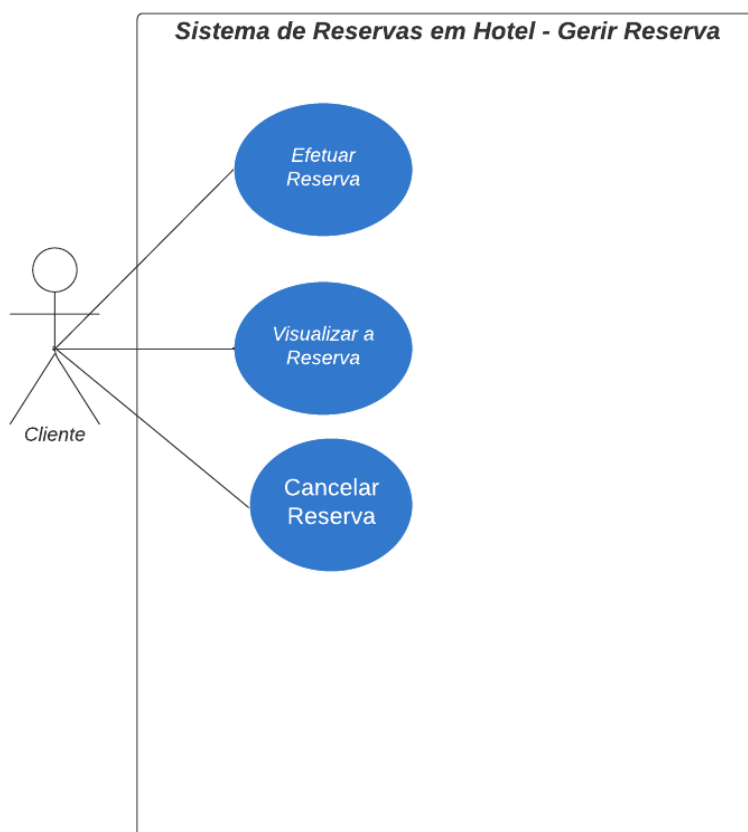 Sistema de Reservas em Hotel - Gerir Reserva
Efetuar
Reserva
Visualizar a
Reserva
Cliente
Cancelar
Reserva